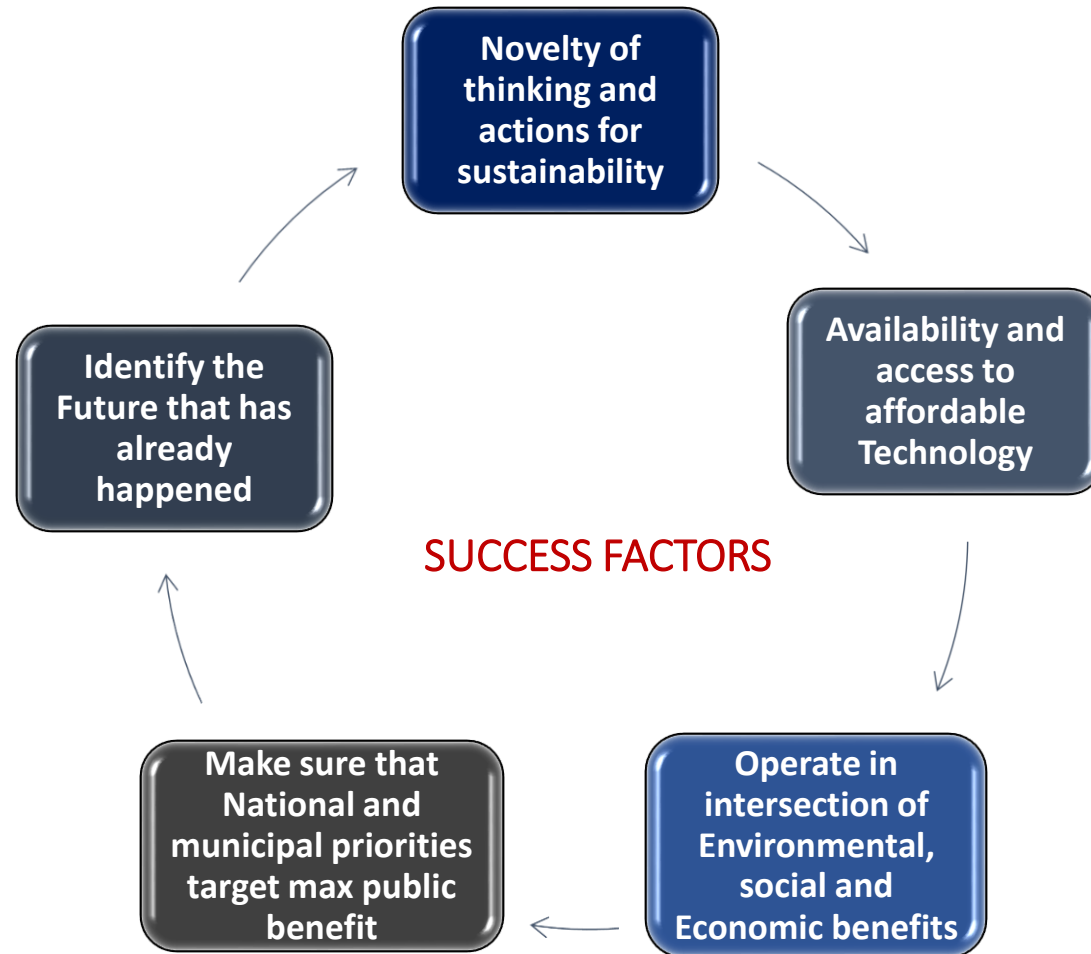 Novelty of
thinking and
actions for
sustainability
Availability and
access to
affordable
Technology
Operate in
intersection of
Environmental,
social and
Economic benefits
Make sure that
National and
municipal priorities
target max public
benefit
Identify the
Future that has
already
happened
SUCCESS FACTORS